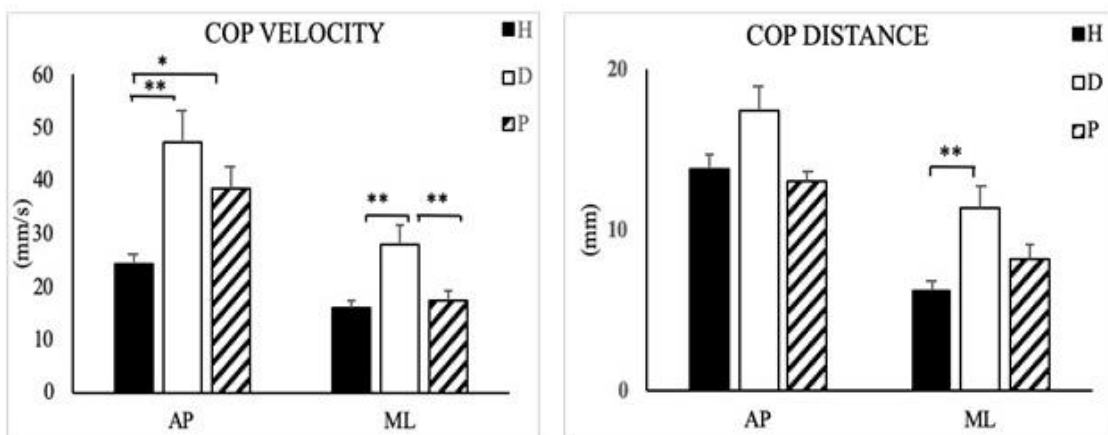 COP VELOCITY
H
D
P
(mm/s)
60
50
40
30
20
10
0
*
**
**
**
AP
ML
COP DISTANCE
H
D
P
(mm)
20
10
0
**
AP
ML